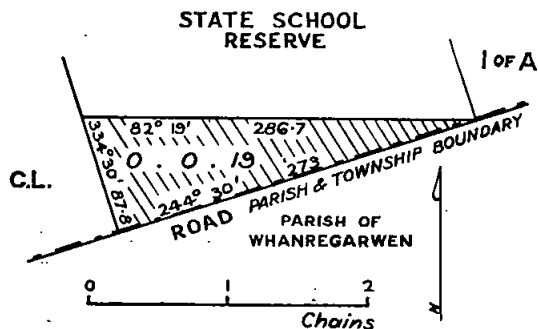 STATE SCHOOL
RESERVE
1 OF A
82° 19'
286·7
334° 30'
87·8
0. 0. 19
273
244° 30'
C.L.
ROAD
PARISH & TOWNSHIP BOUNDARY
PARISH OF
WHANREGARWEN
N
0 1 2
Chains